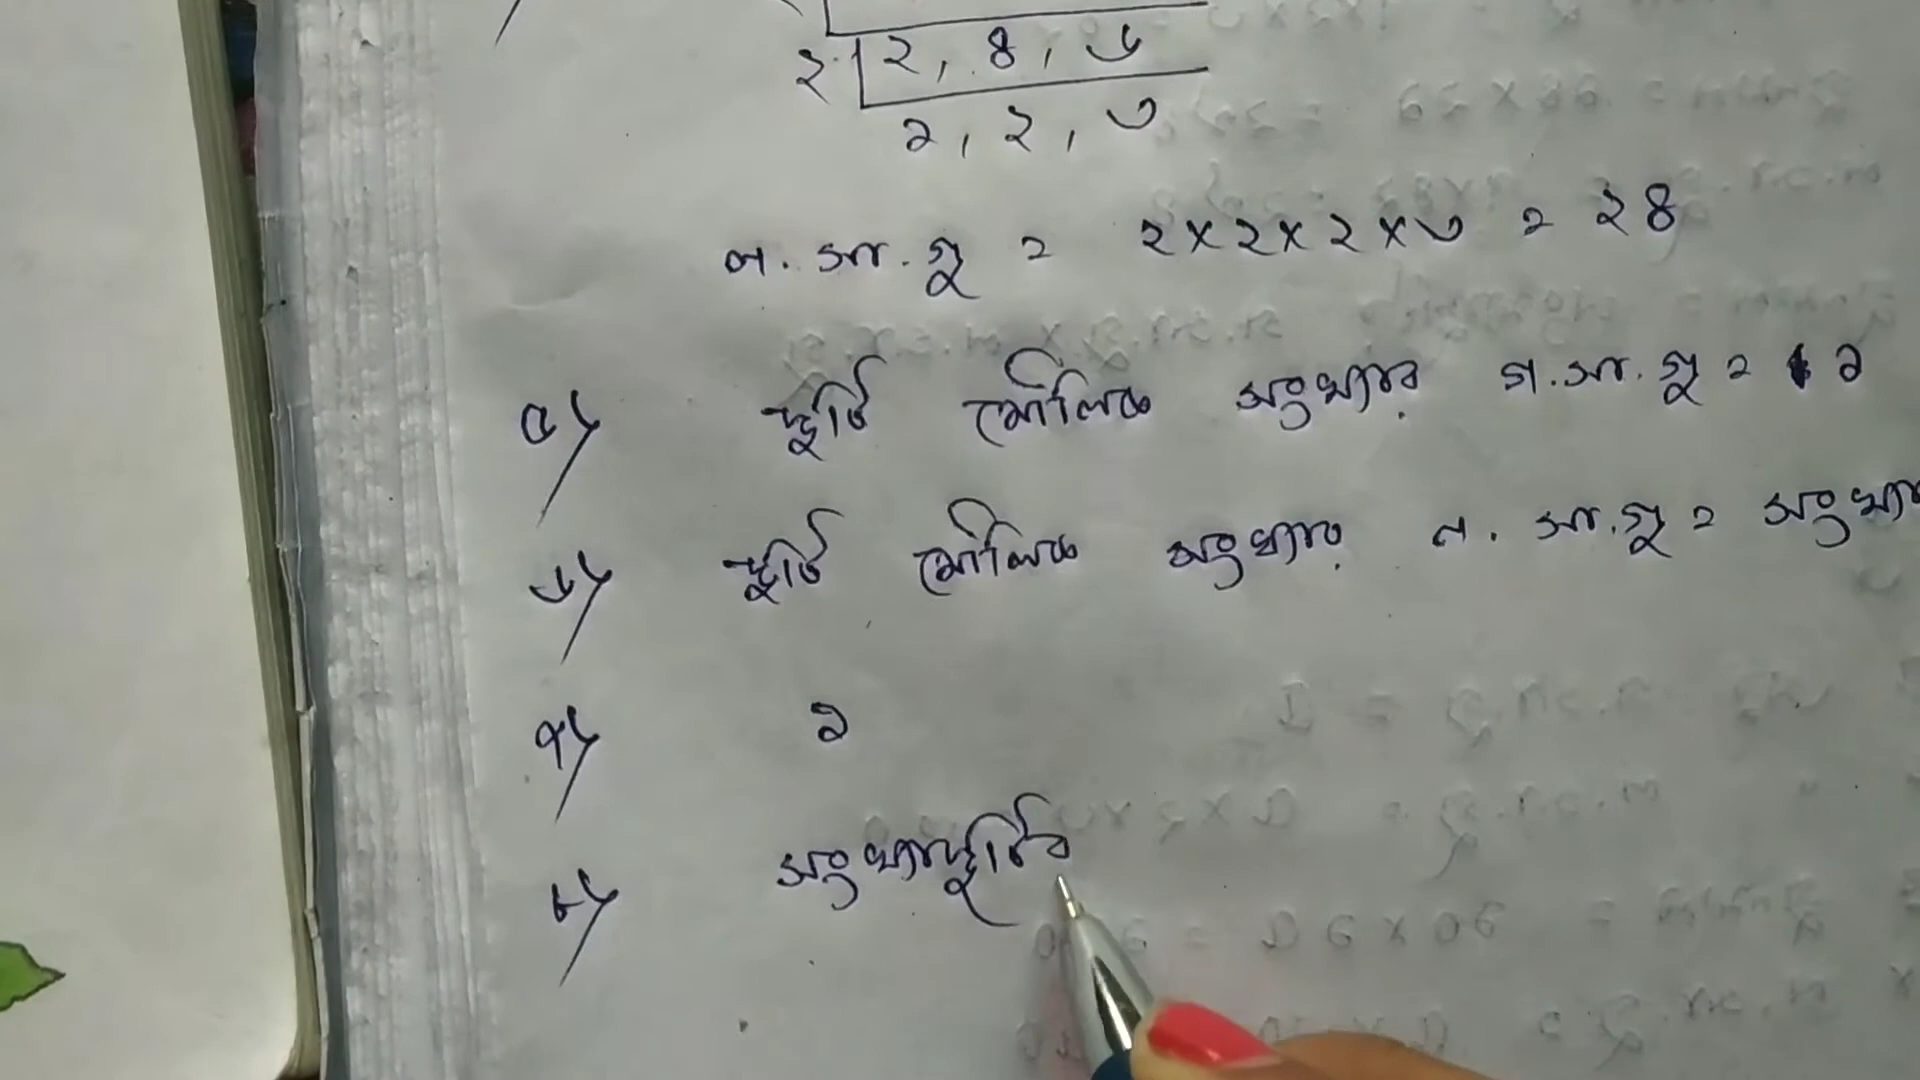 ২ | ২, ৪, ৬
১, ২, ৩
ল. সা. গু = ২×২×২×৩ = ২৪
৫/ দুটি মৌলিক সংখ্যার গ.সা.গু = ১
৬/ দুটি মৌলিক সংখ্যার ল. সা.গু = সংখ্যা
৭/ ১
৮/ সংখ্যাদুটির